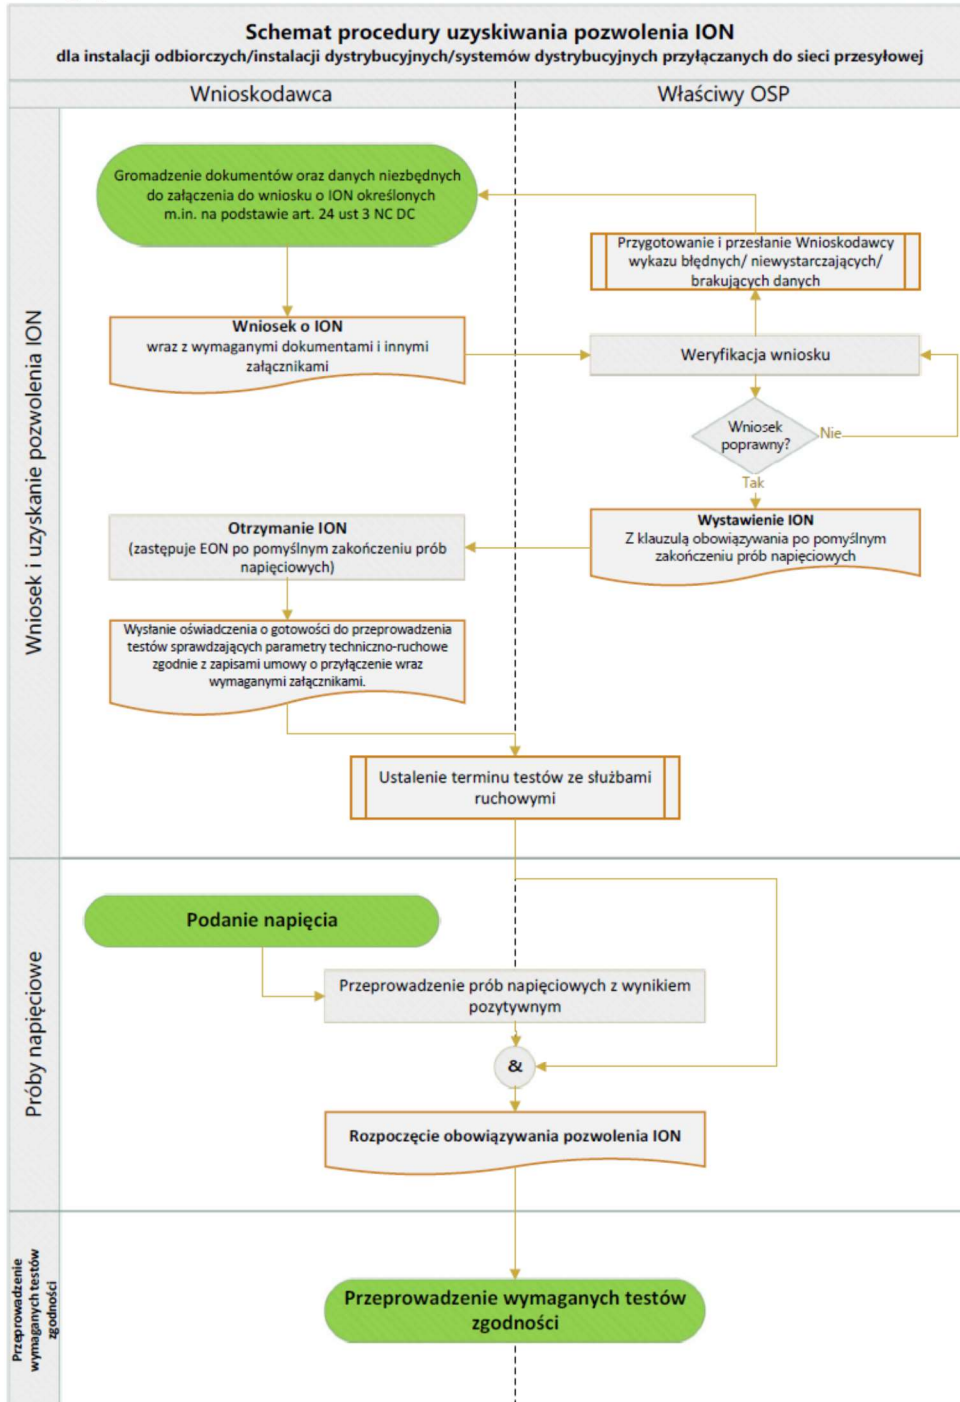 Schemat procedury uzyskiwania pozwolenia ION
dla instalacji odbiorczych/instalacji dystrybucyjnych/systemów dystrybucyjnych przyłączanych do sieci przesyłowej
Wnioskodawca
Właściwy OSP
Wniosek i uzyskanie pozwolenia ION
Gromadzenie dokumentów oraz danych niezbędnych
do załączenia do wniosku o ION określonych
m.in. na podstawie art. 24 ust 3 NC DC
Przygotowanie i przesłanie Wnioskodawcy
wykazu błędnych/ niewystarczających/
brakujących danych
Wniosek o ION
wraz z wymaganymi dokumentami i innymi
załącznikami
Weryfikacja wniosku
Wniosek
poprawny?
Nie
Tak
Wystawienie ION
Z klauzulą obowiązywania po pomyślnym
zakończeniu prób napięciowych
Otrzymanie ION
(zastępuje EON po pomyślnym zakończeniu prób
napięciowych)
Wysłanie oświadczenia o gotowości do przeprowadzenia
testów sprawdzających parametry techniczno-ruchowe
zgodnie z zapisami umowy o przyłączenie wraz
wymaganymi załącznikami.
Ustalenie terminu testów ze służbami
ruchowymi
Próby napięciowe
Podanie napięcia
Przeprowadzenie prób napięciowych z wynikiem
pozytywnym
&
Rozpoczęcie obowiązywania pozwolenia ION
Przeprowadzenie
wymaganych testów
zgodności
Przeprowadzenie wymaganych testów
zgodności